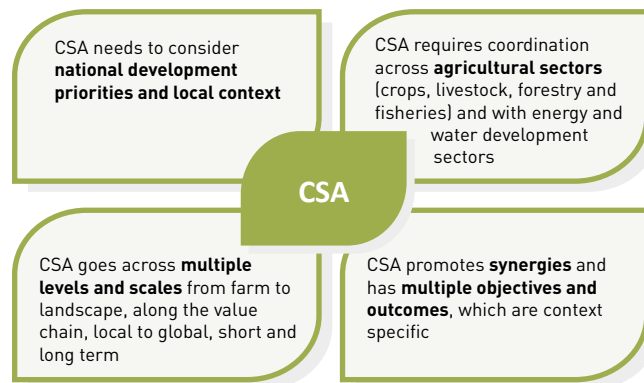 CSA needs to consider
national development
priorities and local context
CSA requires coordination
across agricultural sectors
(crops, livestock, forestry and
fisheries) and with energy and
water development
sectors
CSA
CSA goes across multiple
levels and scales from farm to
landscape, along the value
chain, local to global, short and
long term
CSA promotes synergies and
has multiple objectives and
outcomes, which are context
specific